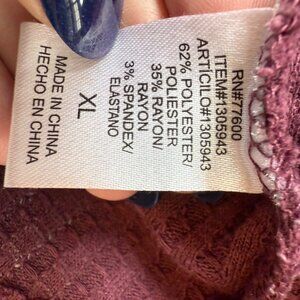 RN#77600
ITEM#1305943
ARTICILO#1305943
62% POLYESTER/
POLIESTER
35% RAYON/
RAYON
3% SPANDEX/
ELASTANO
XL
MADE IN CHINA
HECHO EN CHINA